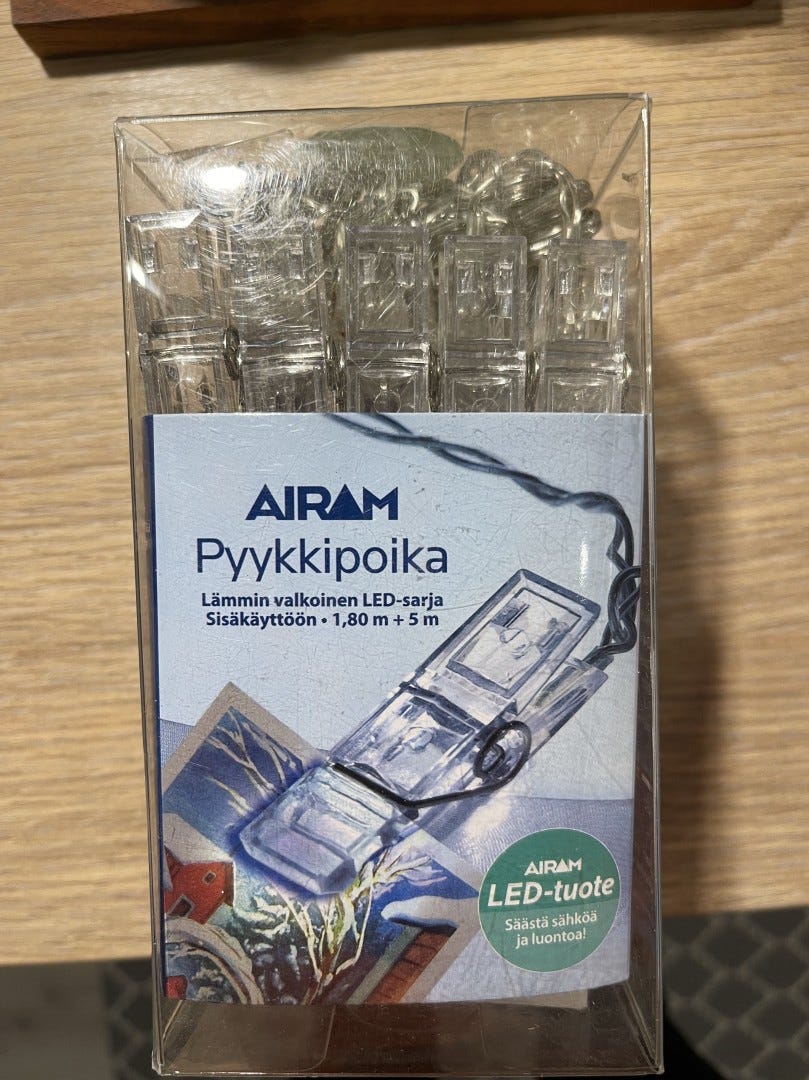 AIRAM
Pyykkipoika
Lämmin valkoinen LED-sarja
Sisäkäyttöön • 1,80 m + 5 m
AIRAM
LED-tuote
Säästä sähköä
ja luontoa!